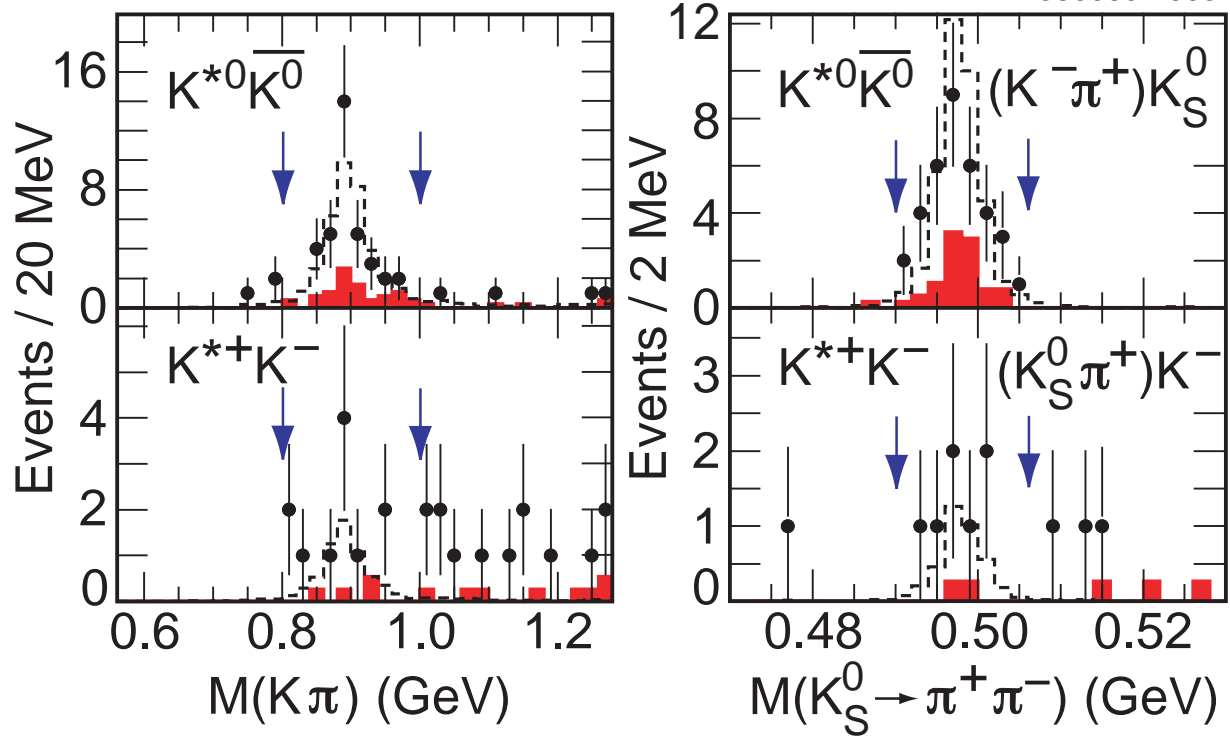 Events / 20 MeV
16
8
4
0
K*⁰K̅⁰
4
2
0
K*⁺K⁻
0.6 0.8 1.0 1.2
M(Kπ) (GeV)
Events / 2 MeV
12
8
4
0
K*⁰K̅⁰ (K⁻π⁺)K⁰S
3
2
1
0
K*⁺K⁻ (K⁰Sπ⁺)K⁻
0.48 0.50 0.52
M(K⁰S → π⁺π⁻) (GeV)